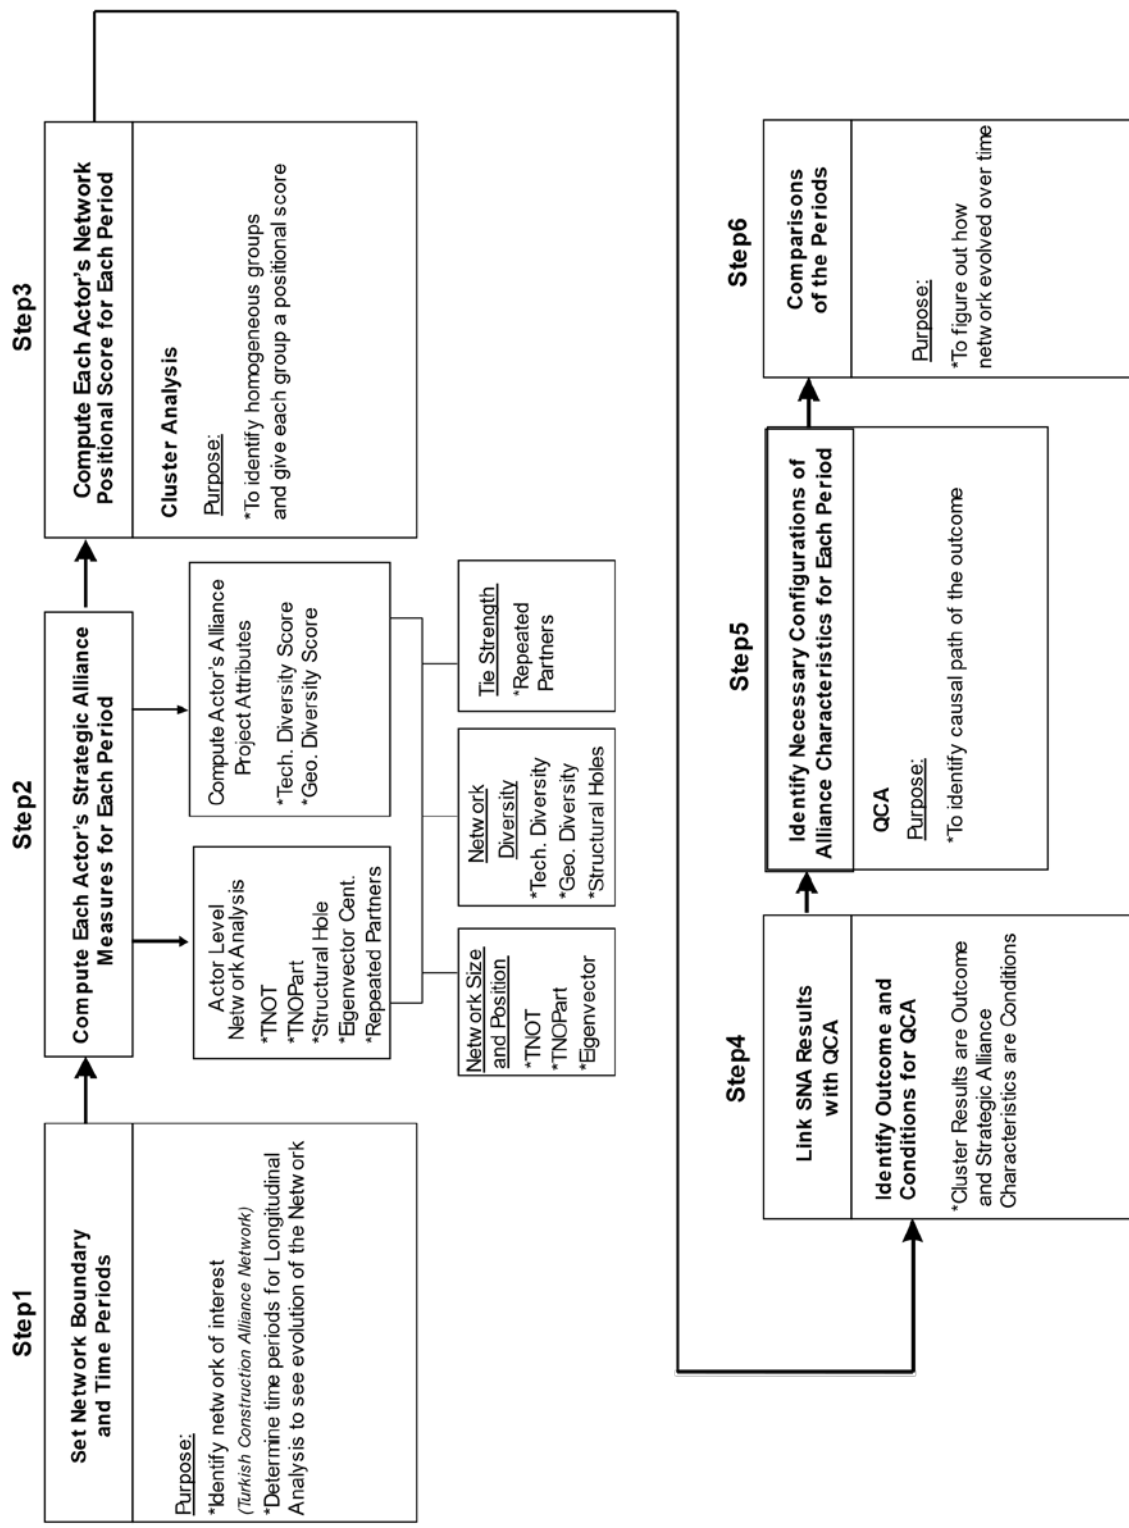 Step1
Set Network Boundary
and Time Periods
Purpose:
*Identify network of interest
(Turkish Construction Alliance Network)
*Determine time periods for Longitudinal
Analysis to see evolution of the Network
Step2
Compute Each Actor's Strategic Alliance
Measures for Each Period
Actor Level
Network Analysis
*TNOT
*TNOPart
*Structural Hole
*Eigenvector Cent.
*Repeated Partners
Compute Actor's Alliance
Project Attributes
*Tech. Diversity Score
*Geo. Diversity Score
Network Size
and Position
*TNOT
*TNOPart
*Eigenvector
Network
Diversity
*Tech. Diversity
*Geo. Diversity
*Structural Holes
Tie Strength
*Repeated
Partners
Step3
Compute Each Actor's Network
Positional Score for Each Period
Cluster Analysis
Purpose:
*To identify homogeneous groups
and give each group a positional score
Step4
Link SNA Results
with QCA
Identify Outcome and
Conditions for QCA
*Cluster Results are Outcome
and Strategic Alliance
Characteristics are Conditions
Step5
Identify Necessary Configurations of
Alliance Characteristics for Each Period
QCA
Purpose:
*To identify causal path of the outcome
Step6
Comparisons
of the Periods
Purpose:
*To figure out how
network evolved over time